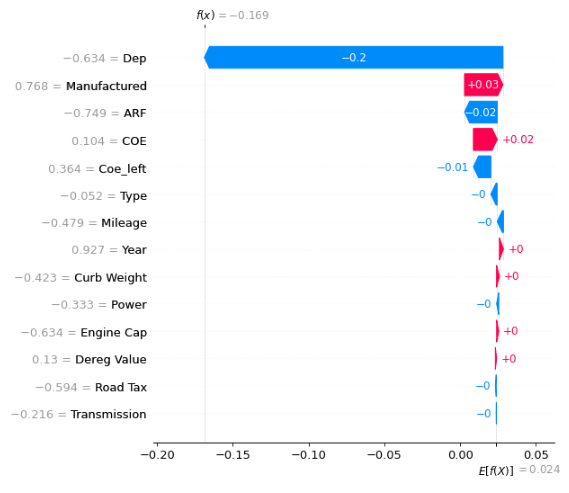 f(x) = −0.169
−0.634 = Dep −0.2
0.768 = Manufactured +0.03
−0.749 = ARF −0.02
0.104 = COE +0.02
0.364 = Coe_left −0.01
−0.052 = Type −0
−0.479 = Mileage −0
0.927 = Year +0
−0.423 = Curb Weight +0
−0.333 = Power −0
−0.634 = Engine Cap +0
0.13 = Dereg Value +0
−0.594 = Road Tax −0
−0.216 = Transmission −0
−0.20 −0.15 −0.10 −0.05 0.00 0.05
E[f(X)] = 0.024